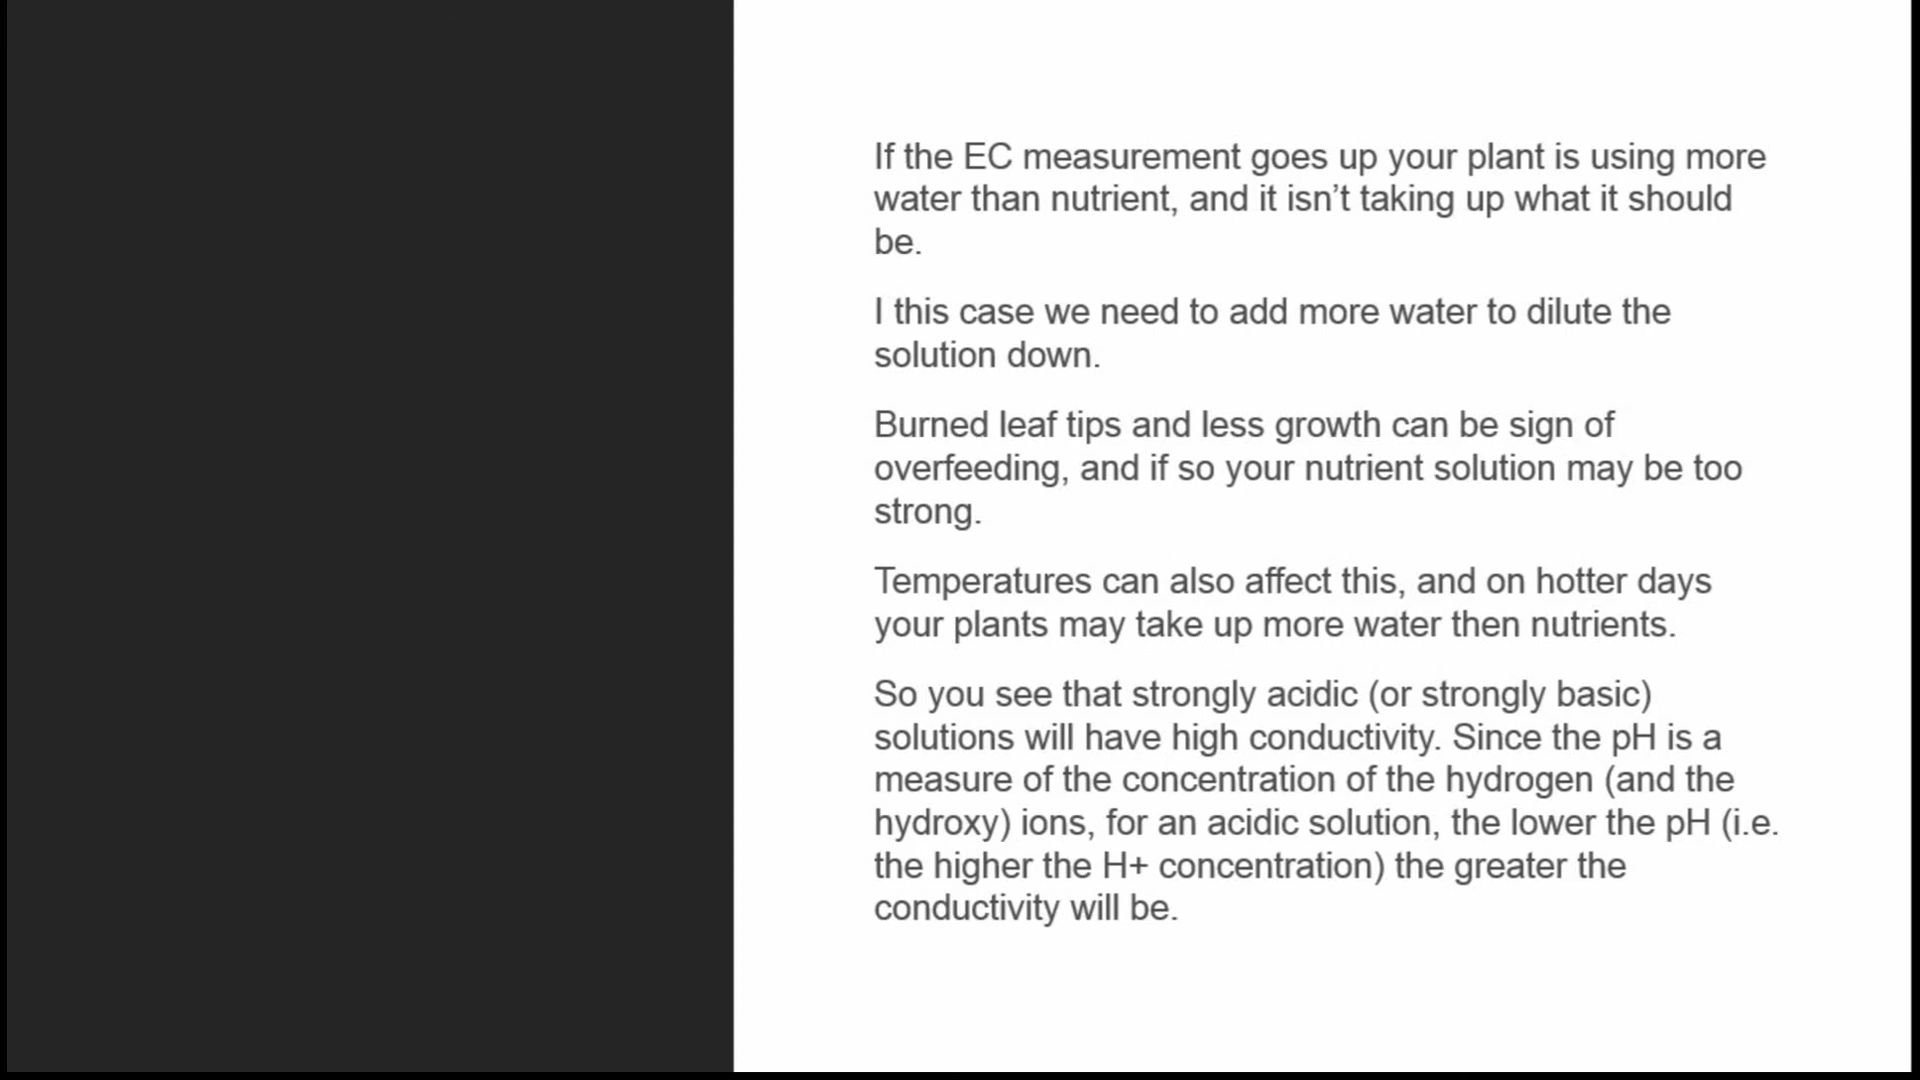 If the EC measurement goes up your plant is using more
water than nutrient, and it isn’t taking up what it should
be.
I this case we need to add more water to dilute the
solution down.
Burned leaf tips and less growth can be sign of
overfeeding, and if so your nutrient solution may be too
strong.
Temperatures can also affect this, and on hotter days
your plants may take up more water then nutrients.
So you see that strongly acidic (or strongly basic)
solutions will have high conductivity. Since the pH is a
measure of the concentration of the hydrogen (and the
hydroxy) ions, for an acidic solution, the lower the pH (i.e.
the higher the H+ concentration) the greater the
conductivity will be.